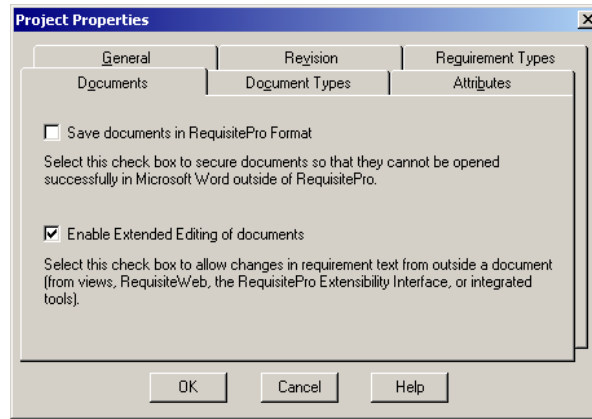 Project Properties
General Revision Requirement Types
Documents Document Types Attributes
Save documents in RequisitePro Format
Select this check box to secure documents so that they cannot be opened
successfully in Microsoft Word outside of RequisitePro.
Enable Extended Editing of documents
Select this check box to allow changes in requirement text from outside a document
(from views, RequisiteWeb, the RequisitePro Extensibility Interface, or integrated
tools).
OK Cancel Help